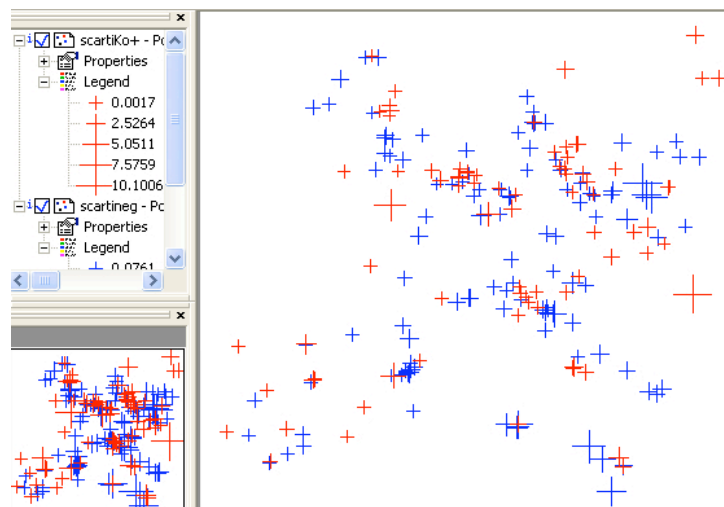 scartiKo+ - Po
Properties
Legend
0.0017
2.5264
5.0511
7.5759
10.1006
scartineg - Pc
Properties
Legend
0.0761